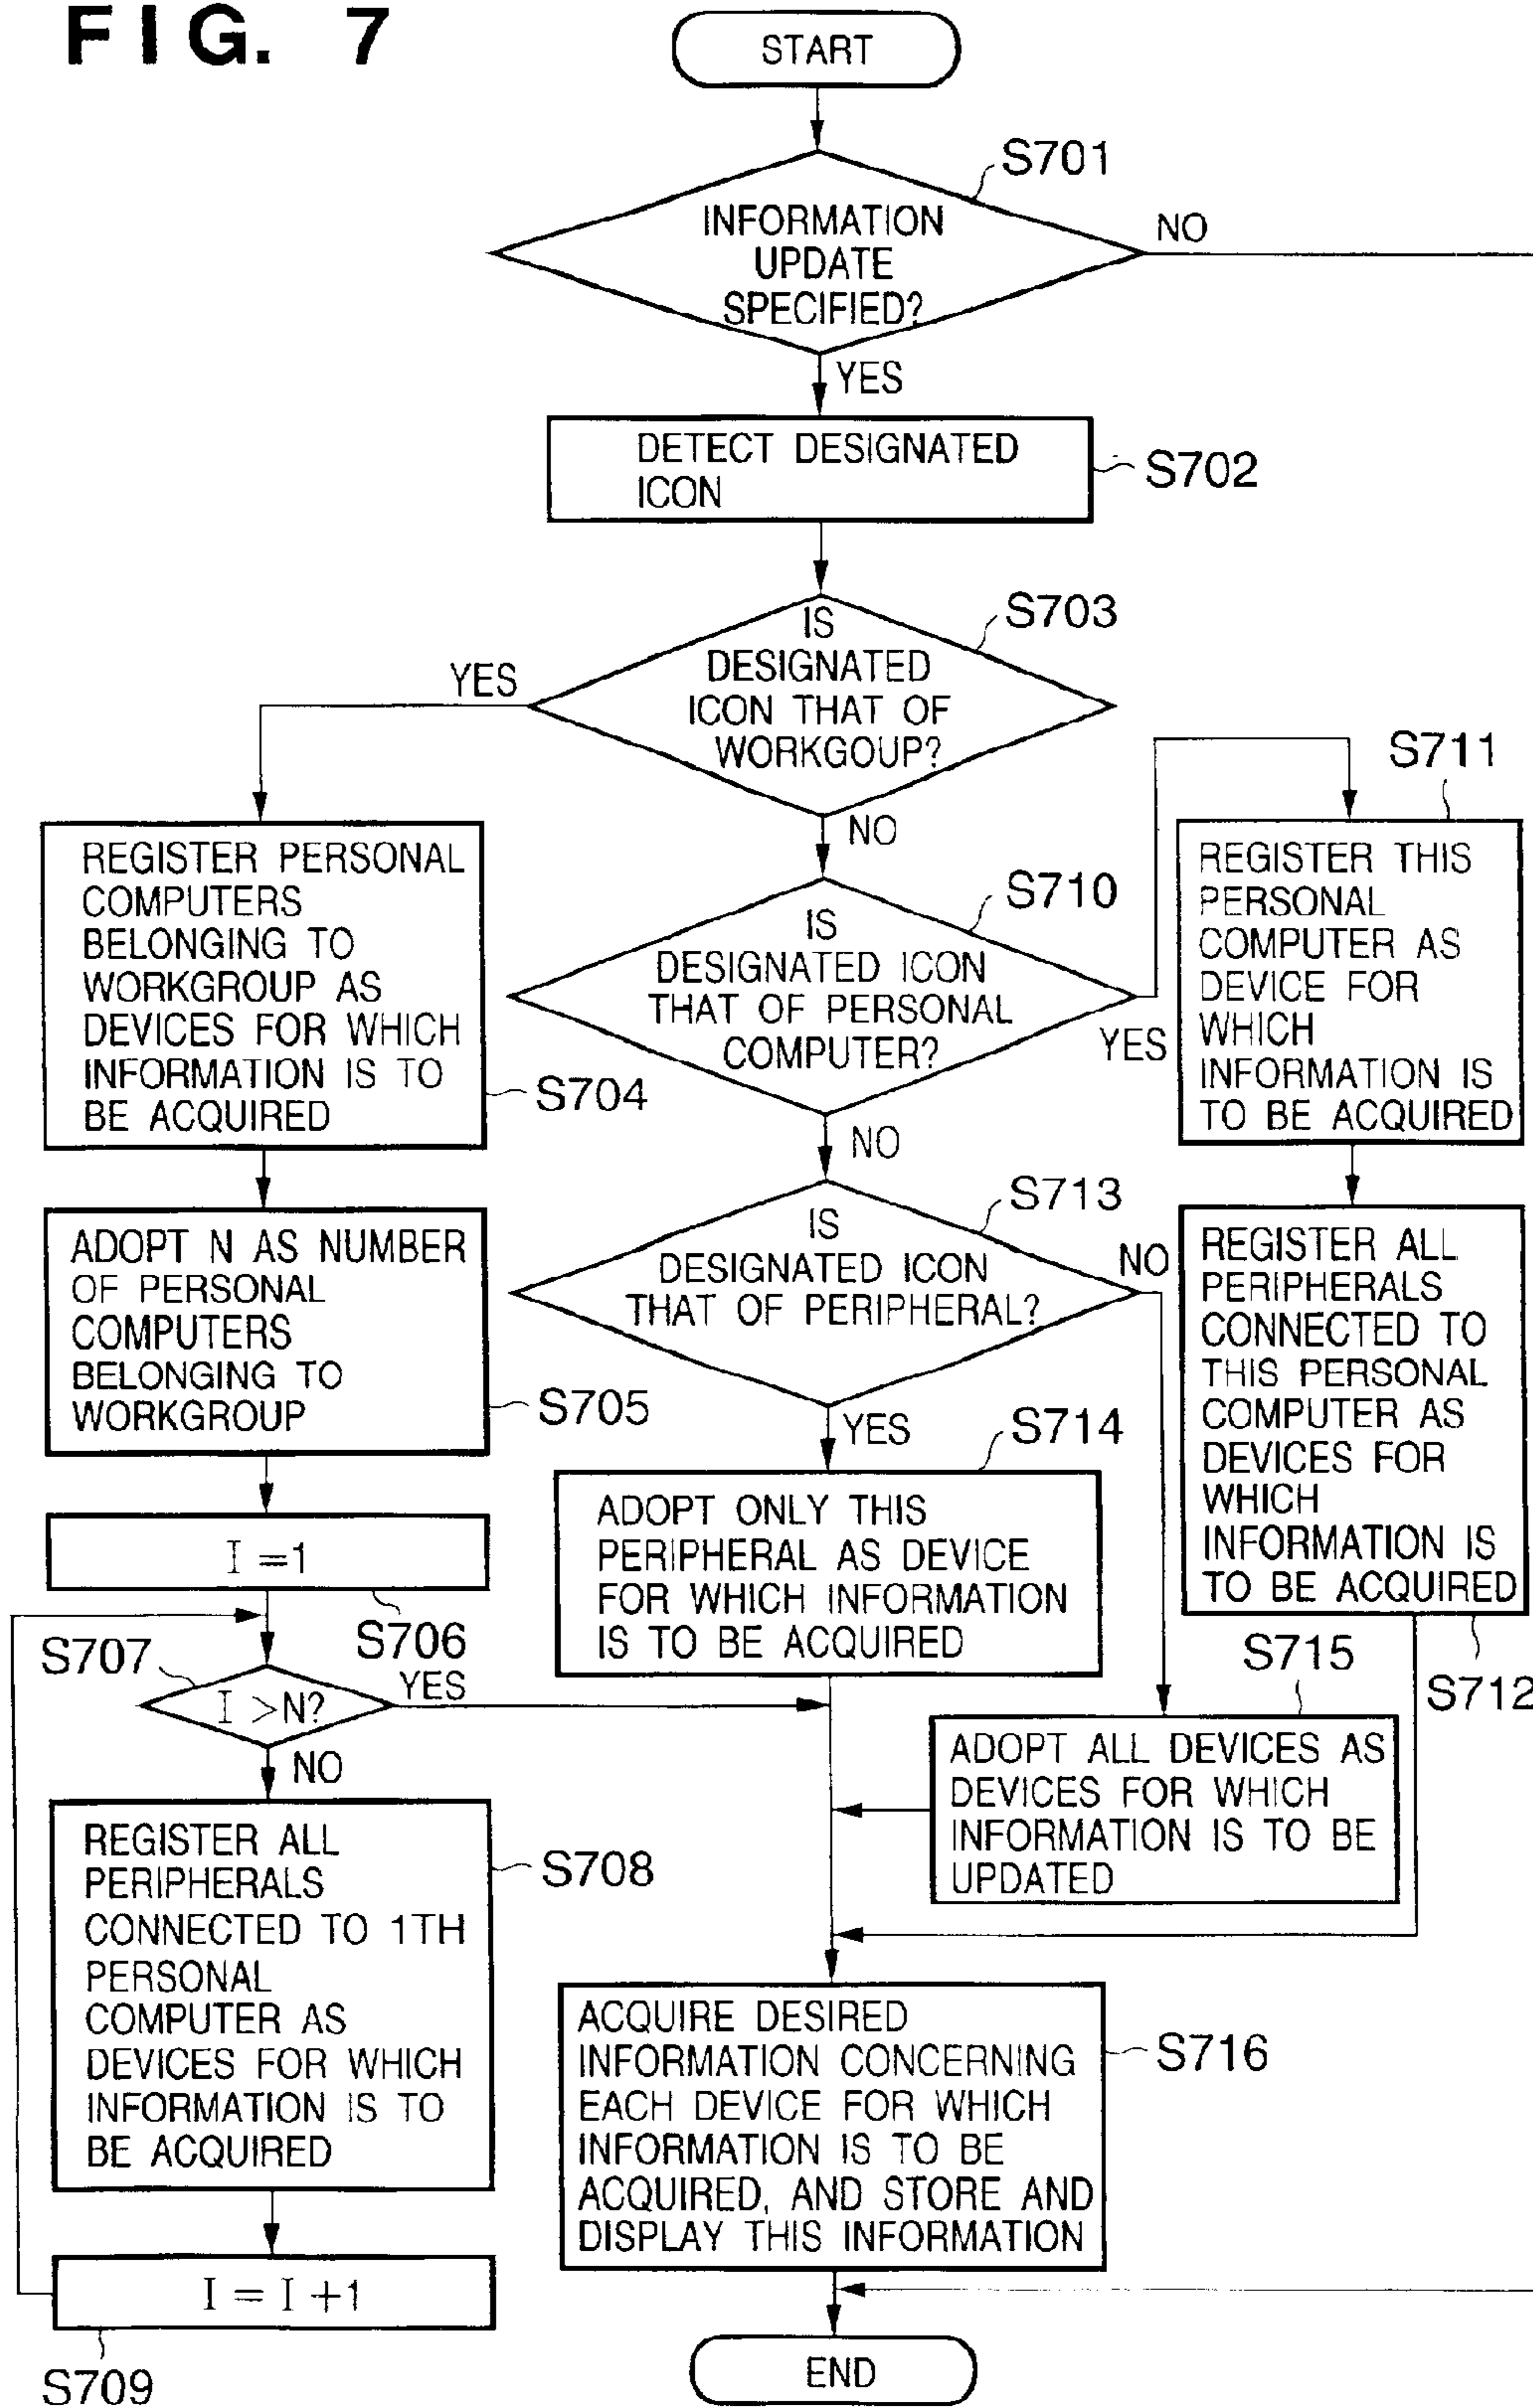 FIG. 7
START
S701
INFORMATION
UPDATE
SPECIFIED?
NO
YES
DETECT DESIGNATED
ICON
S702
S703
IS
DESIGNATED
ICON THAT OF
WORKGOUP?
YES
NO
REGISTER PERSONAL
COMPUTERS
BELONGING TO
WORKGROUP AS
DEVICES FOR WHICH
INFORMATION IS TO
BE ACQUIRED
S704
ADOPT N AS NUMBER
OF PERSONAL
COMPUTERS
BELONGING TO
WORKGROUP
S705
I =1
S706
S707
I >N?
YES
NO
REGISTER ALL
PERIPHERALS
CONNECTED TO 1TH
PERSONAL
COMPUTER AS
DEVICES FOR WHICH
INFORMATION IS TO
BE ACQUIRED
S708
I = I +1
S709
S710
IS
DESIGNATED ICON
THAT OF PERSONAL
COMPUTER?
YES
NO
S711
REGISTER THIS
PERSONAL
COMPUTER AS
DEVICE FOR
WHICH
INFORMATION IS
TO BE ACQUIRED
REGISTER ALL
PERIPHERALS
CONNECTED TO
THIS PERSONAL
COMPUTER AS
DEVICES FOR
WHICH
INFORMATION IS
TO BE ACQUIRED
S712
S713
IS
DESIGNATED ICON
THAT OF PERIPHERAL?
NO
YES
S714
ADOPT ONLY THIS
PERIPHERAL AS DEVICE
FOR WHICH INFORMATION
IS TO BE ACQUIRED
S715
ADOPT ALL DEVICES AS
DEVICES FOR WHICH
INFORMATION IS TO BE
UPDATED
ACQUIRE DESIRED
INFORMATION CONCERNING
EACH DEVICE FOR WHICH
INFORMATION IS TO BE
ACQUIRED, AND STORE AND
DISPLAY THIS INFORMATION
S716
END